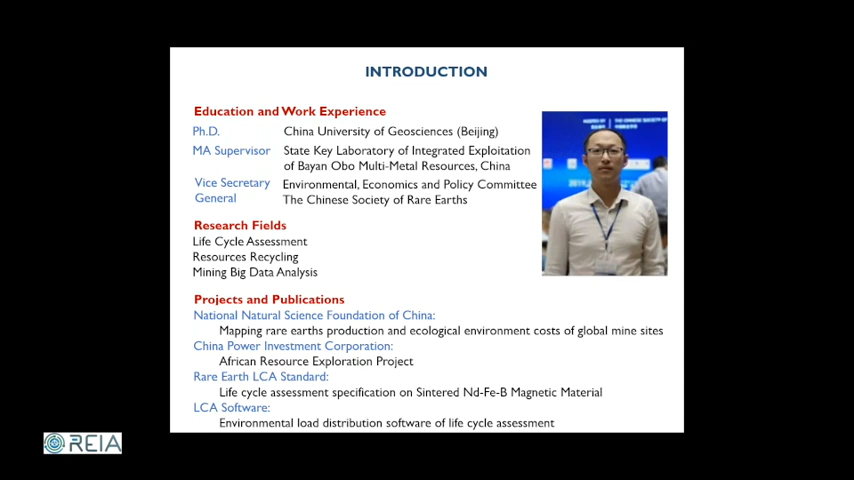 INTRODUCTION
Education and Work Experience
Ph.D. China University of Geosciences (Beijing)
MA Supervisor State Key Laboratory of Integrated Exploitation
of Bayan Obo Multi-Metal Resources, China
Vice Secretary Environmental, Economics and Policy Committee
General The Chinese Society of Rare Earths
Research Fields
Life Cycle Assessment
Resources Recycling
Mining Big Data Analysis
Projects and Publications
National Natural Science Foundation of China:
Mapping rare earths production and ecological environment costs of global mine sites
China Power Investment Corporation:
African Resource Exploration Project
Rare Earth LCA Standard:
Life cycle assessment specification on Sintered Nd-Fe-B Magnetic Material
LCA Software:
Environmental load distribution software of life cycle assessment
REIA